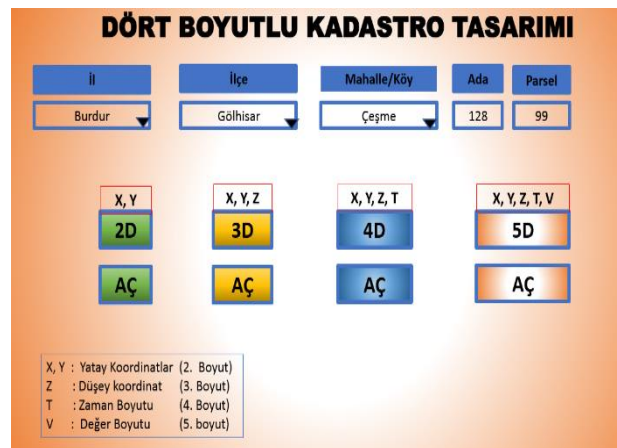 DÖRT BOYUTLU KADASTRO TASARIMI
İl İlçe Mahalle/Köy Ada Parsel
Burdur Gölhisar Çeşme 128 99
X, Y X, Y, Z X, Y, Z, T X, Y, Z, T, V
2D 3D 4D 5D
AÇ AÇ AÇ AÇ
X, Y : Yatay Koordinatlar (2. Boyut)
Z : Düşey koordinat (3. Boyut)
T : Zaman Boyutu (4. Boyut)
V : Değer Boyutu (5. boyut)